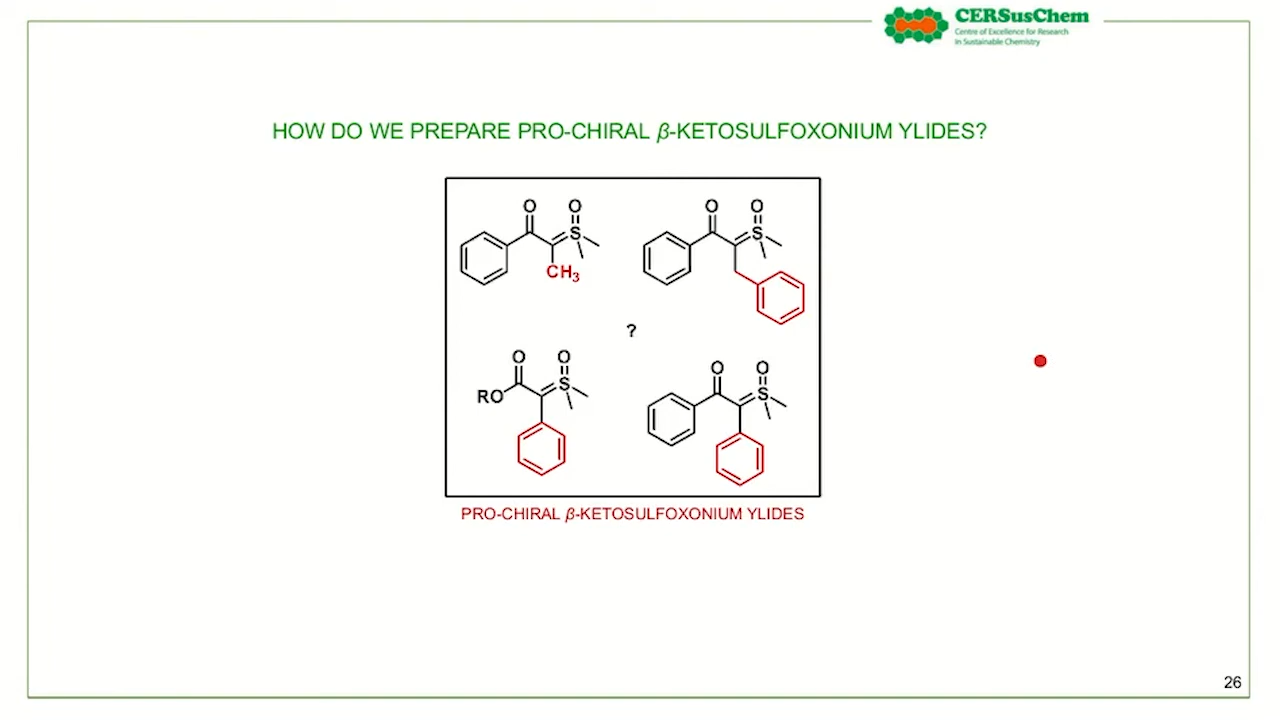 CERSusChem
Centre of Excellence for Research
in Sustainable Chemistry
HOW DO WE PREPARE PRO-CHIRAL β-KETOSULFOXONIUM YLIDES?
O O O O
S S
CH3
?
O O O O
RO S S
PRO-CHIRAL β-KETOSULFOXONIUM YLIDES
26